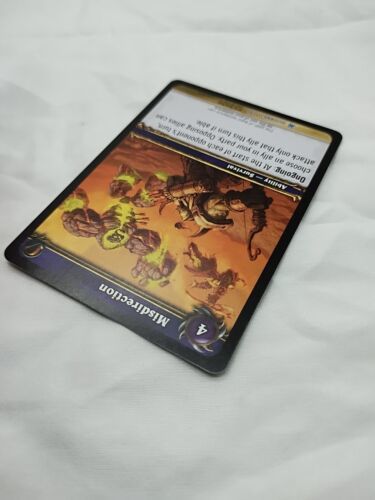 4
Misdirection
Ability — Survival
Ongoing: At the start of each opponent's turn,
choose an ally in your party. Opposing allies can
attack only that ally this turn if able.